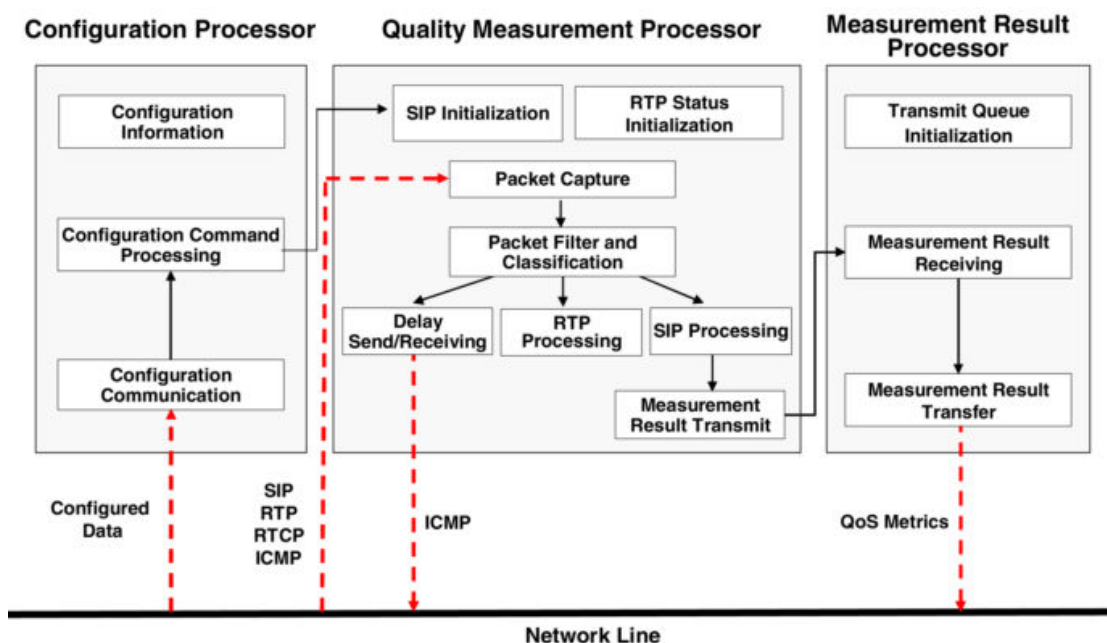 Configuration Processor
Quality Measurement Processor
Measurement Result
Processor
Configuration
Information
Configuration Command
Processing
Configuration
Communication
SIP Initialization
RTP Status
Initialization
Packet Capture
Packet Filter and
Classification
Delay
Send/Receiving
RTP
Processing
SIP Processing
Measurement
Result Transmit
Transmit Queue
Initialization
Measurement Result
Receiving
Measurement Result
Transfer
Configured
Data
SIP
RTP
RTCP
ICMP
ICMP
QoS Metrics
Network Line